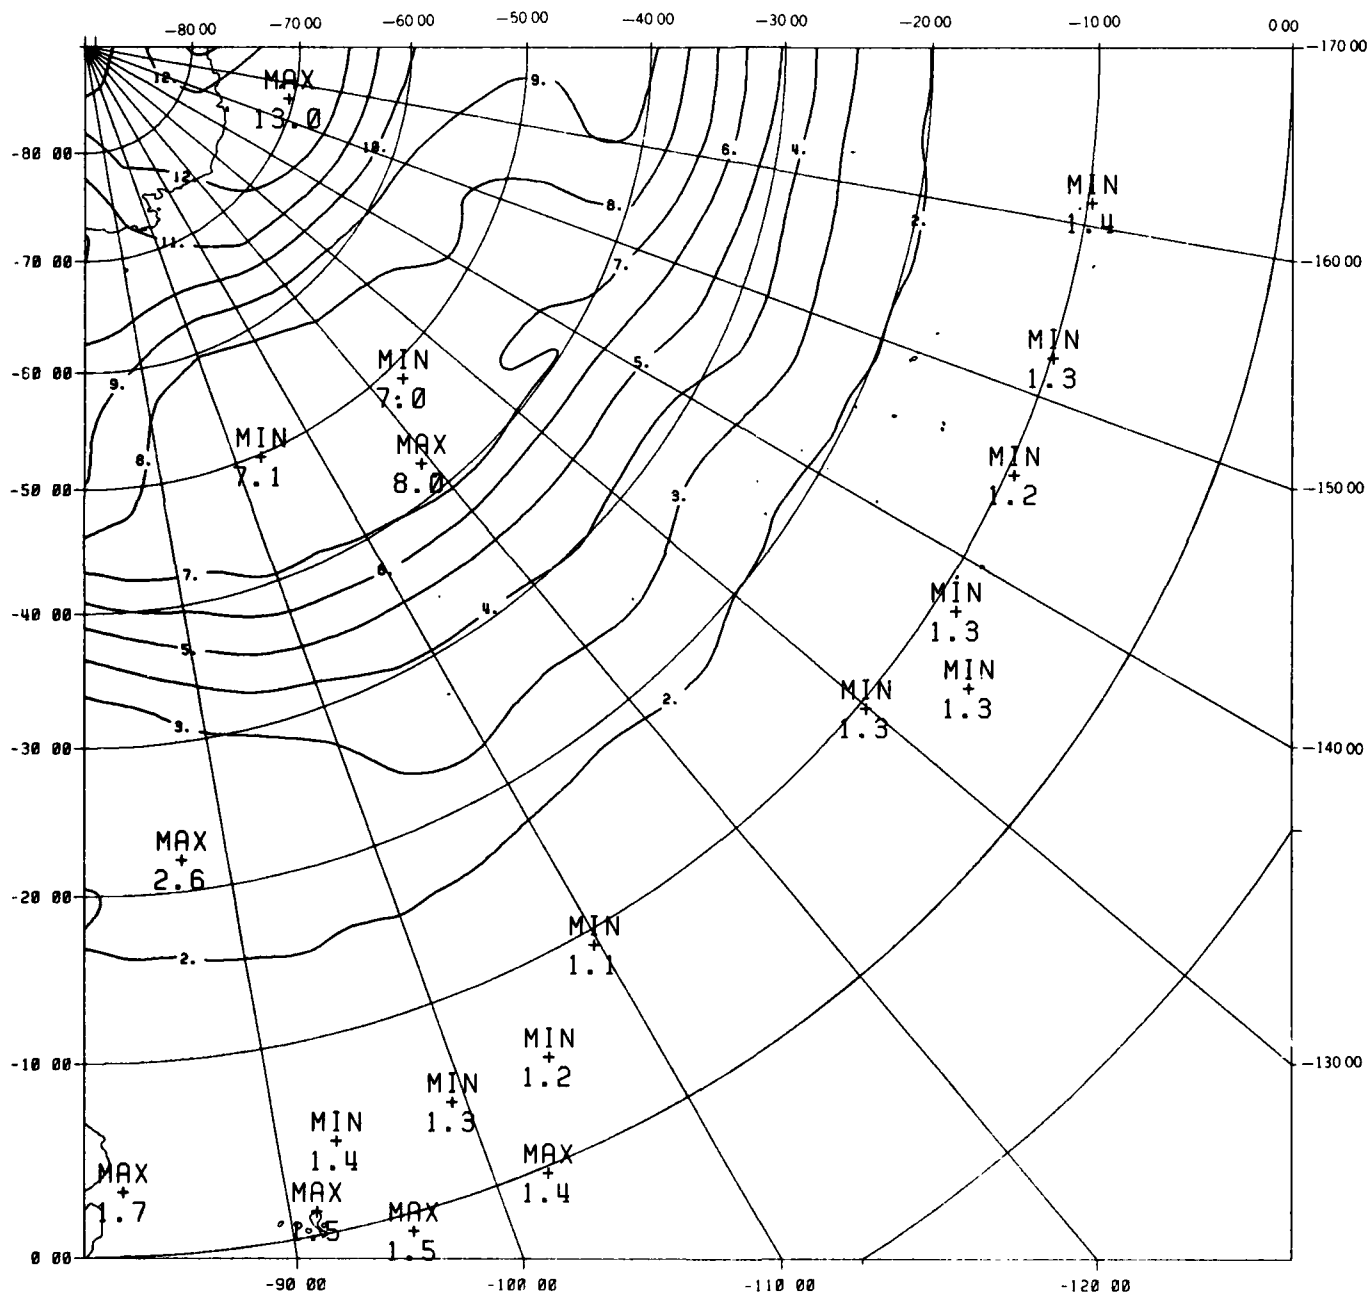 -80 00 -70 00 -60 00 -50 00 -40 00 -30 00 -20 00 -10 00 0 00
-170 00
12. MAX 9.
13.0
10. 6. 4.
-80 00
12. MIN
1.4
8. 2.
11.
-70 00 7. -160 00
MIN
1.3
MIN 5.
-60 00 9. 7.0
MIN MAX MIN
8. 7.1 8.0 1.2
-50 00 3. -150 00
7. 6.
4. MIN
-40 00 1.3
5. MIN
2. MIN 1.3
3. 1.3
-30 00 -140 00
MAX
2.6
-20 00
MIN
2. 1.1
MIN
-10 00 1.2 -130 00
MIN
1.3
MIN
1.4 MAX
MAX MAX 1.4
1.7 1.5 MAX
0 00 1.5
-90 00 -100 00 -110 00 -120 00